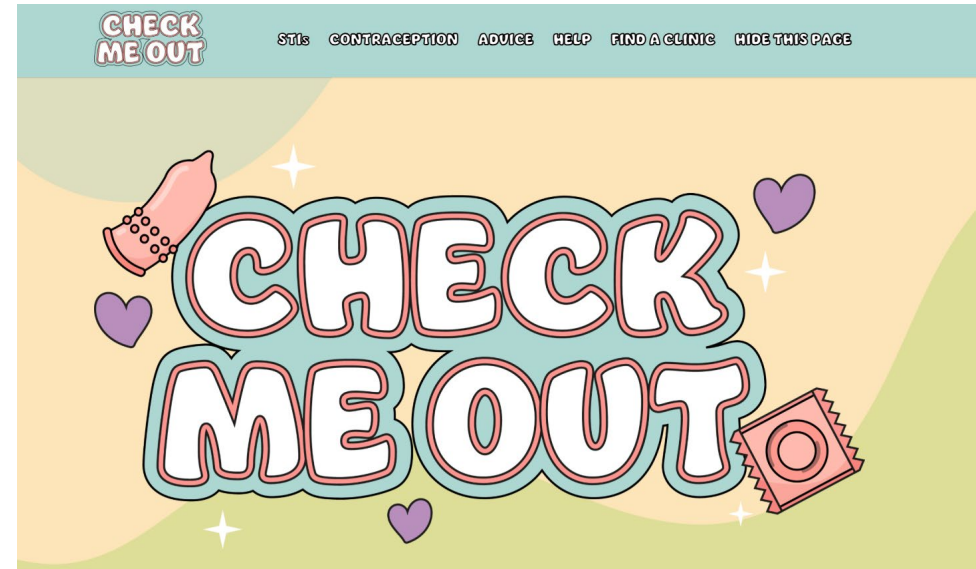 CHECK
ME OUT
STIs CONTRACEPTION ADVICE HELP FIND A CLINIC HIDE THIS PAGE
CHECK
ME OUT